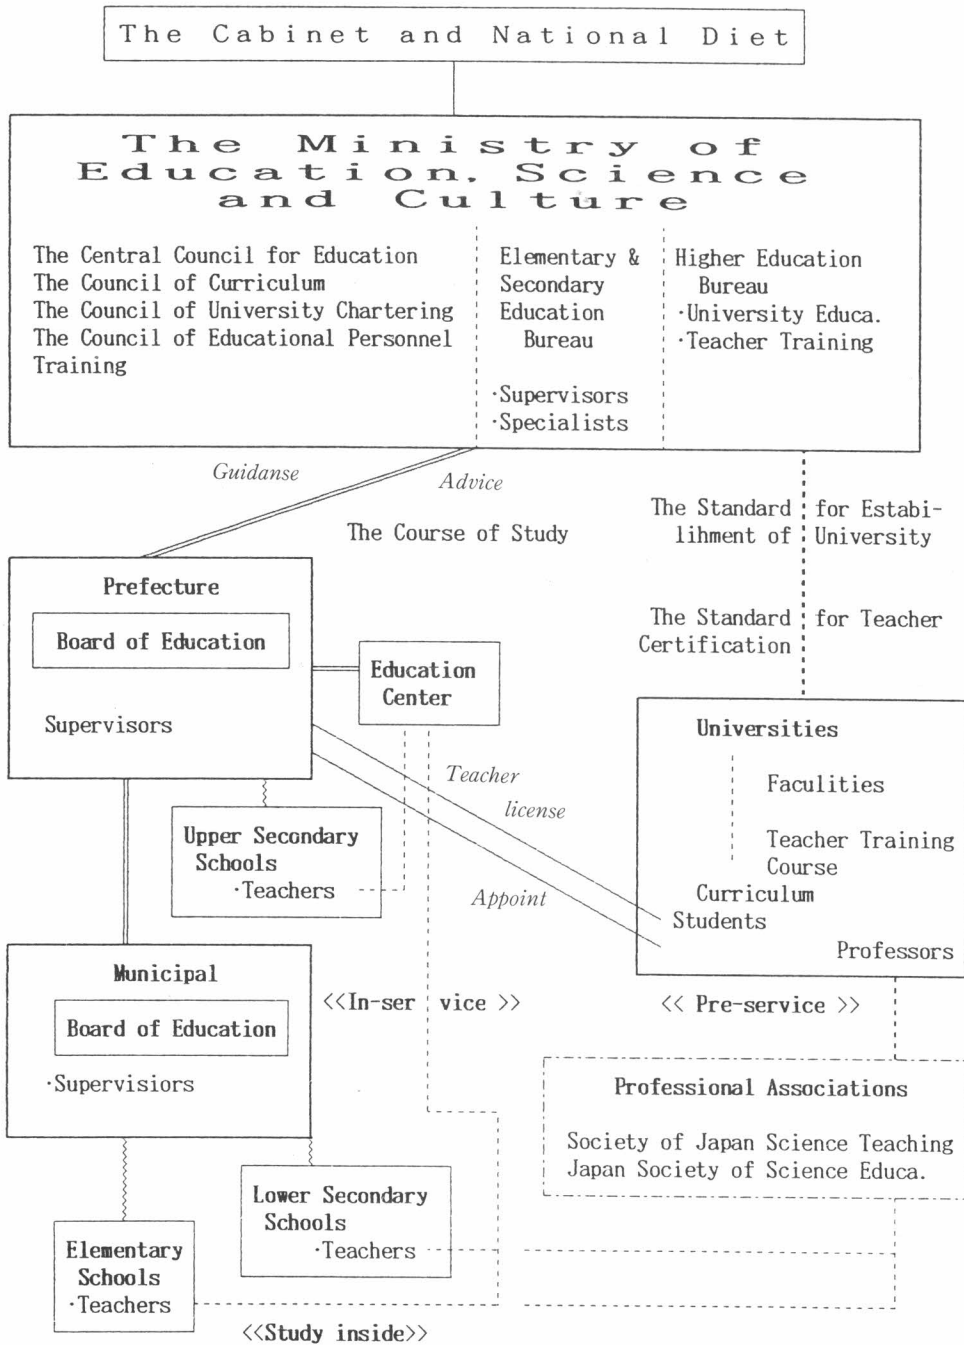 The Cabinet and National Diet
The Ministry of
Education, Science
and Culture
The Central Council for Education
The Council of Curriculum
The Council of University Chartering
The Council of Educational Personnel
Training
Elementary &
Secondary
Education
Bureau
·Supervisors
·Specialists
Higher Education
Bureau
·University Educa.
·Teacher Training
Guidanse
Advice
The Course of Study
The Standard for Estabi-
lihment of University
The Standard for Teacher
Certification
Prefecture
Board of Education
Supervisors
Education
Center
Universities
Faculities
Teacher Training
Course
Curriculum
Students
Professors
Teacher
license
Appoint
Upper Secondary
Schools
·Teachers
Municipal
Board of Education
·Supervisiors
<<In-ser vice >>
<< Pre-service >>
Professional Associations
Society of Japan Science Teaching
Japan Society of Science Educa.
Lower Secondary
Schools
·Teachers
Elementary
Schools
·Teachers
<<Study inside>>